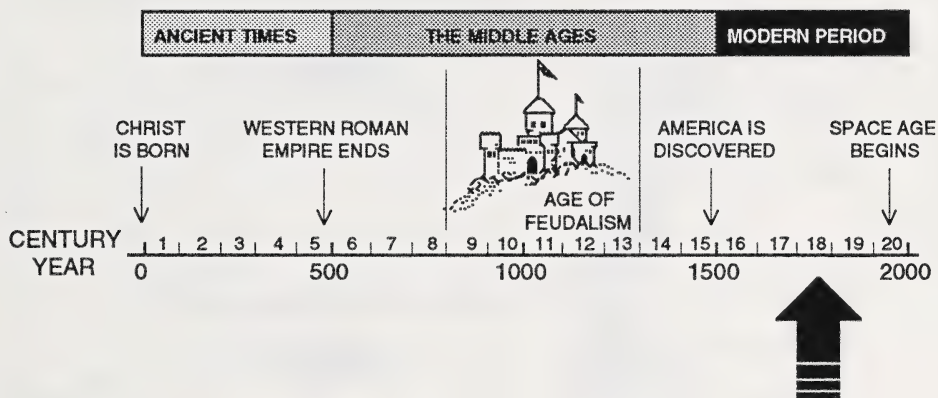 ANCIENT TIMES THE MIDDLE AGES MODERN PERIOD
CHRIST
IS BORN
WESTERN ROMAN
EMPIRE ENDS
AGE OF
FEUDALISM
AMERICA IS
DISCOVERED
SPACE AGE
BEGINS
CENTURY 1 2 3 4 5 6 7 8 9 10 11 12 13 14 15 16 17 18 19 20
YEAR 0 500 1000 1500 2000